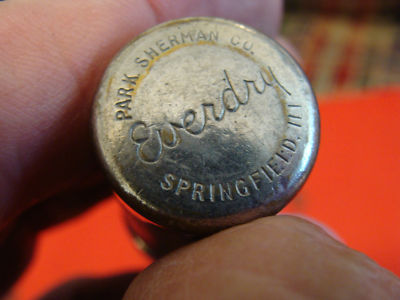 PARK SHERMAN CO.
Everdry
SPRINGFIELD, Ill